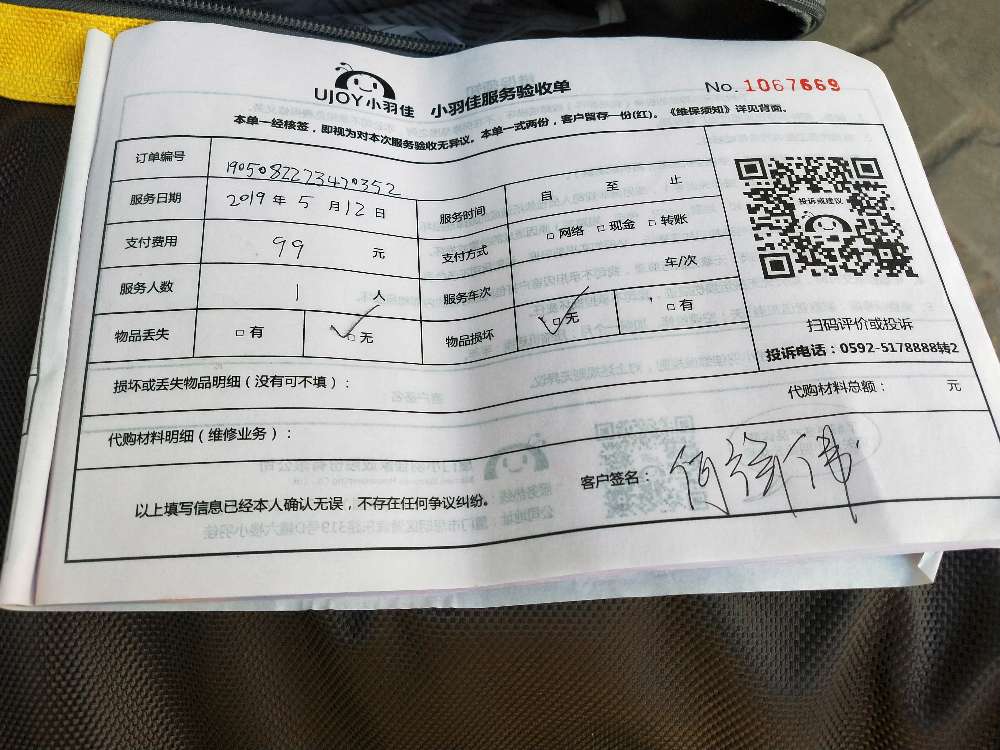 UJOY小羽佳 小羽佳服务验收单 No. 1067669
本单一经核签，即视为对本次服务验收无异议。本单一式两份，客户留存一份(红)。《维保须知》详见背面。
订单编号 1905082273470352
服务日期 2019 年 5 月 12 日 服务时间 自 至 止
支付费用 99 元 支付方式 □ 网络 □ 现金 □ 转账
服务人数 1 人 服务车次 车/次
物品丢失 □ 有 □ 无 物品损坏 □ 无 □ 有
投诉或建议
扫码评价或投诉
投诉电话：0592-5178888转2
损坏或丢失物品明细（没有可不填）：
代购材料总额： 元
代购材料明细（维修业务）：
客户签名：
以上填写信息已经本人确认无误，不存在任何争议纠纷。